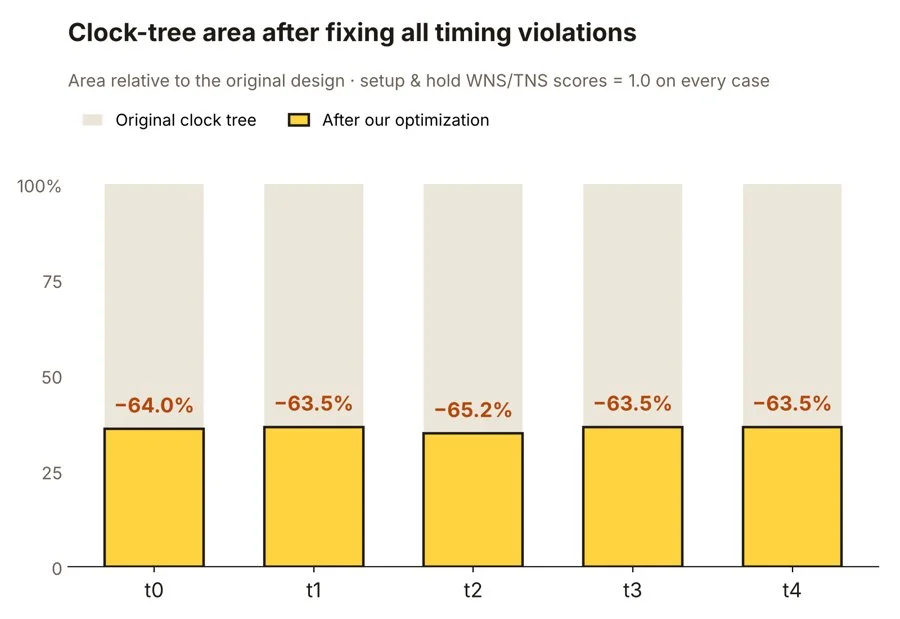 Clock-tree area after fixing all timing violations
Area relative to the original design · setup & hold WNS/TNS scores = 1.0 on every case
Original clock tree After our optimization
100%
75
50
25
0
−64.0% −63.5% −65.2% −63.5% −63.5%
t0 t1 t2 t3 t4